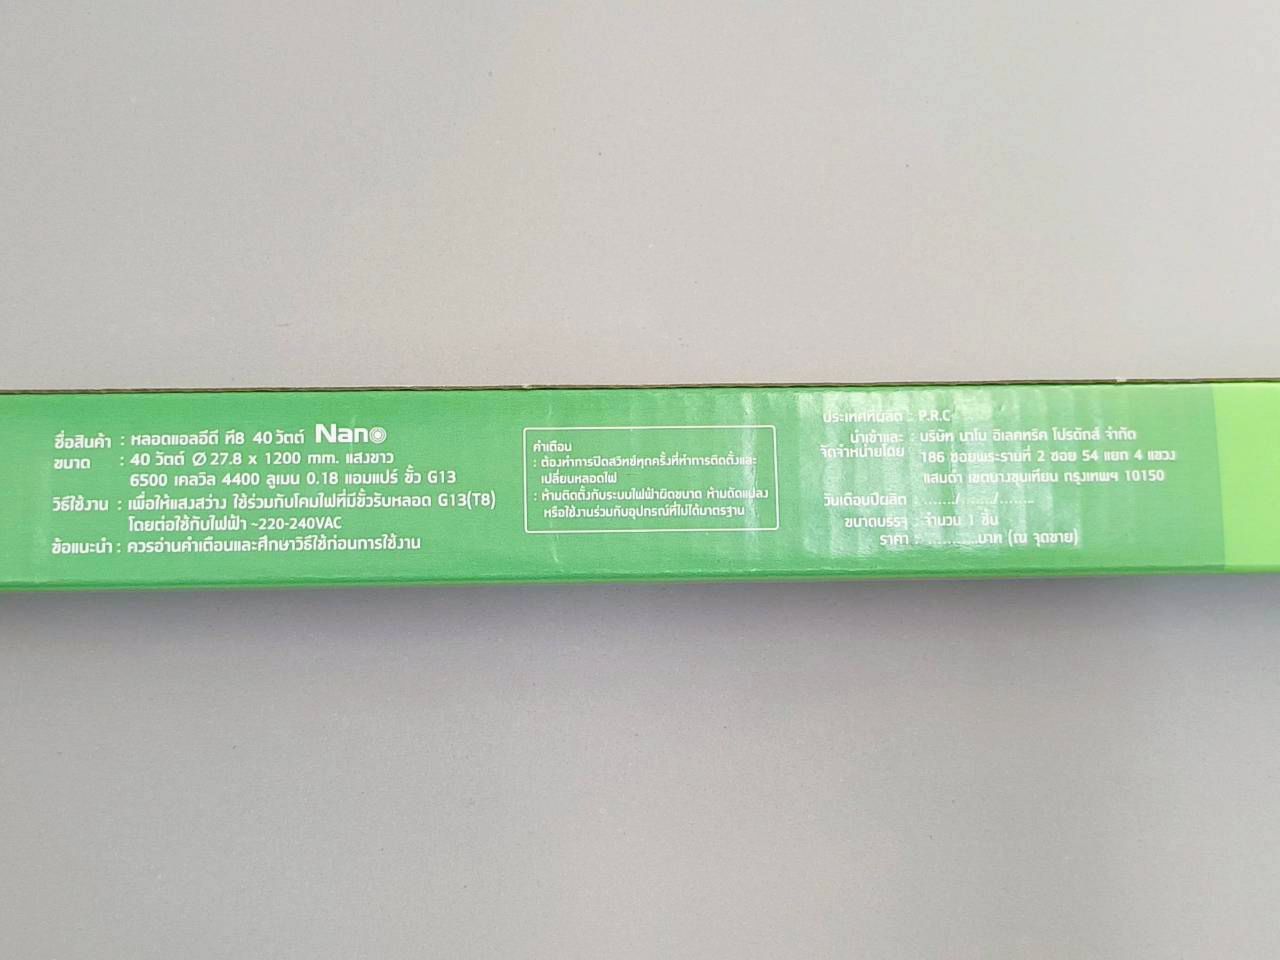 ชื่อสินค้า : หลอดแอลอีดี ที8 40 วัตต์ Nano
ขนาด : 40 วัตต์ Ø 27.8 x 1200 mm. แสงขาว
6500 เคลวิล 4400 ลูเมน 0.18 แอมแปร์ ขั้ว G13
วิธีใช้งาน : เพื่อให้แสงสว่าง ใช้ร่วมกับโคมไฟที่มีขั้วรับหลอด G13(T8)
โดยต่อใช้กับไฟฟ้า ~220-240VAC
ข้อแนะนำ : ควรอ่านคำเตือนและศึกษาวิธีใช้ก่อนการใช้งาน
คำเตือน
: ต้องทำการปิดสวิทช์ทุกครั้งที่ทำการติดตั้งและ
เปลี่ยนหลอดไฟ
: ห้ามติดตั้งกับระบบไฟฟ้าผิดขนาด ห้ามดัดแปลง
หรือใช้งานร่วมกับอุปกรณ์ที่ไม่ได้มาตรฐาน
ประเทศที่ผลิต : P.R.C
นำเข้าและ : บริษัท นาโน อิเลคทริค โปรดักส์ จำกัด
จัดจำหน่ายโดย 186 ซอยพระรามที่ 2 ซอย 54 แยก 4 แขวง
แสมดำ เขตบางขุนเทียน กรุงเทพฯ 10150
วันเดือนปีผลิต : ......./......./.......
ขนาดบรรจุ : จำนวน 1 ชิ้น
ราคา : ............บาท (ณ จุดขาย)